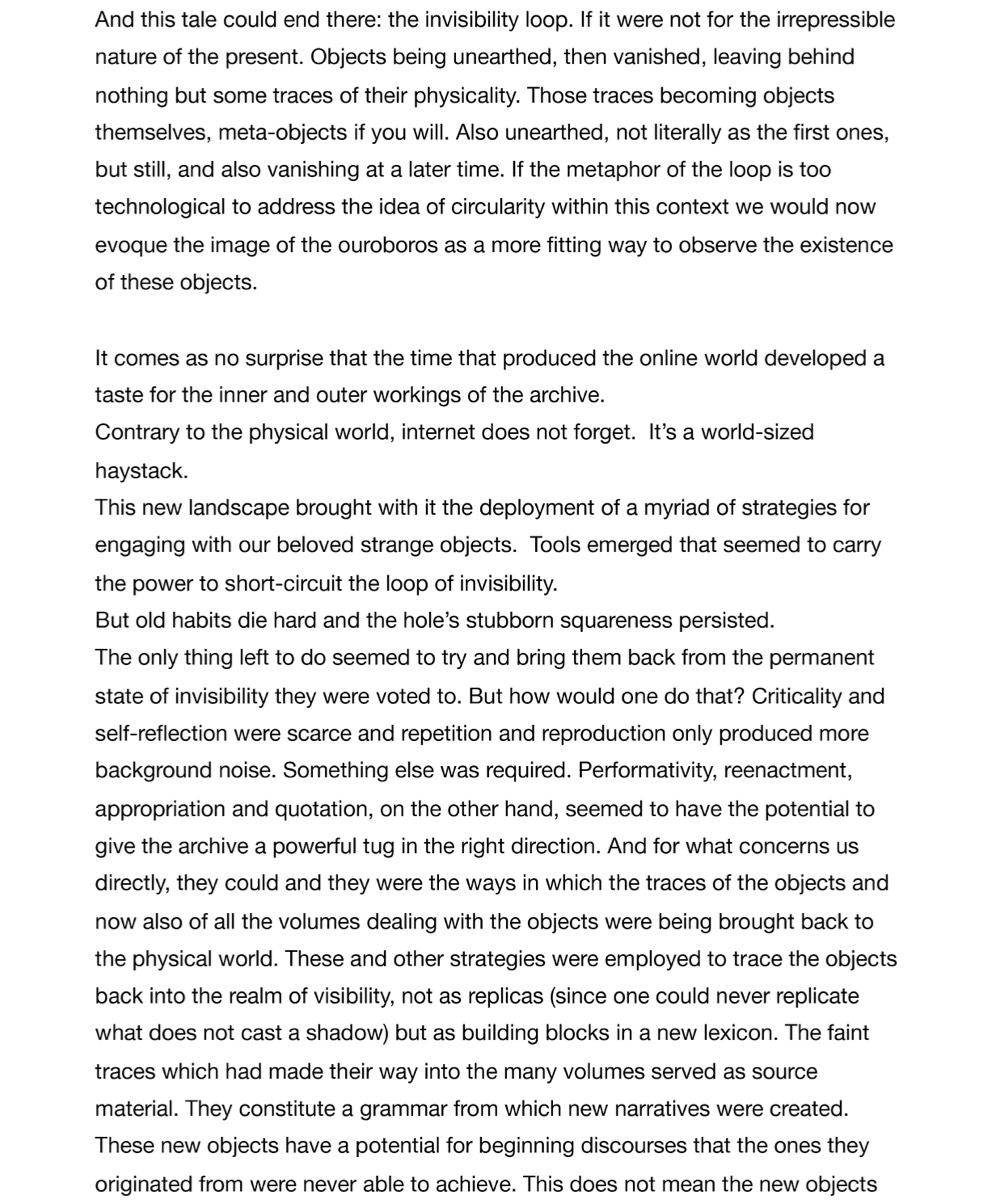 And this tale could end there: the invisibility loop. If it were not for the irrepressible
nature of the present. Objects being unearthed, then vanished, leaving behind
nothing but some traces of their physicality. Those traces becoming objects
themselves, meta-objects if you will. Also unearthed, not literally as the first ones,
but still, and also vanishing at a later time. If the metaphor of the loop is too
technological to address the idea of circularity within this context we would now
evoque the image of the ouroboros as a more fitting way to observe the existence
of these objects.

It comes as no surprise that the time that produced the online world developed a
taste for the inner and outer workings of the archive.
Contrary to the physical world, internet does not forget.  It’s a world-sized
haystack.
This new landscape brought with it the deployment of a myriad of strategies for
engaging with our beloved strange objects.  Tools emerged that seemed to carry
the power to short-circuit the loop of invisibility.
But old habits die hard and the hole’s stubborn squareness persisted.
The only thing left to do seemed to try and bring them back from the permanent
state of invisibility they were voted to. But how would one do that? Criticality and
self-reflection were scarce and repetition and reproduction only produced more
background noise. Something else was required. Performativity, reenactment,
appropriation and quotation, on the other hand, seemed to have the potential to
give the archive a powerful tug in the right direction. And for what concerns us
directly, they could and they were the ways in which the traces of the objects and
now also of all the volumes dealing with the objects were being brought back to
the physical world. These and other strategies were employed to trace the objects
back into the realm of visibility, not as replicas (since one could never replicate
what does not cast a shadow) but as building blocks in a new lexicon. The faint
traces which had made their way into the many volumes served as source
material. They constitute a grammar from which new narratives were created.
These new objects have a potential for beginning discourses that the ones they
originated from were never able to achieve. This does not mean the new objects